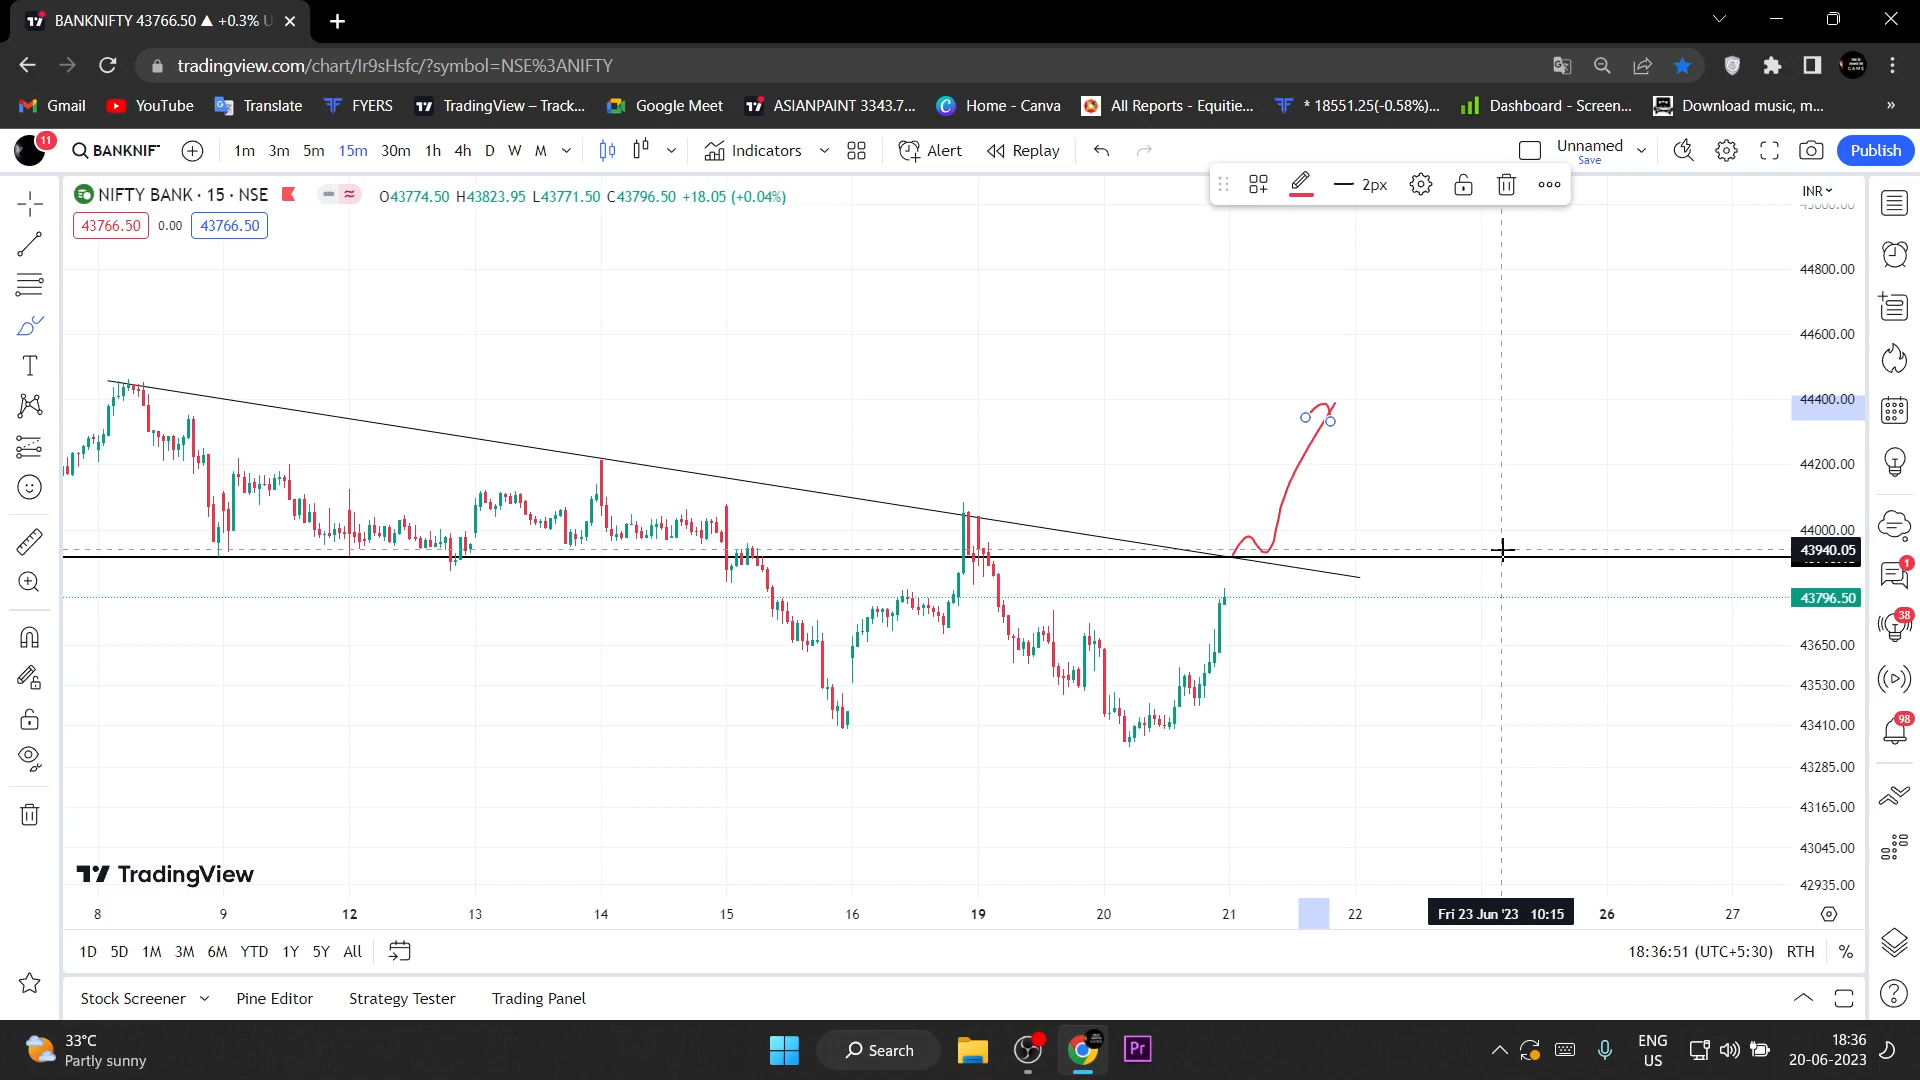 BANKNIFTY 43766.50 ▲ +0.3% U
tradingview.com/chart/Ir9sHsfc/?symbol=NSE%3ANIFTY
Gmail YouTube Translate FYERS TradingView – Track... Google Meet ASIANPAINT 3343.7... Home - Canva All Reports - Equitie... * 18551.25(-0.58%)... Dashboard - Screen... Download music, m... »
11 BANKNIF 1m 3m 5m 15m 30m 1h 4h D W M Indicators Alert Replay Unnamed Publish
Save
2px
NIFTY BANK · 15 · NSE O43774.50 H43823.95 L43771.50 C43796.50 +18.05 (+0.04%) INR
43766.50 0.00 43766.50
44800.00
44600.00
44400.00
44200.00
44000.00
43940.05
43796.50
43650.00
43530.00
43410.00
43285.00
43165.00
43045.00
42935.00
1
38
98
TradingView
8 9 12 13 14 15 16 19 20 21 22 Fri 23 Jun '23 10:15 26 27
1D 5D 1M 3M 6M YTD 1Y 5Y All 18:36:51 (UTC+5:30) RTH %
Stock Screener Pine Editor Strategy Tester Trading Panel
33°C
Partly sunny
Search
Pr
ENG
US
18:36
20-06-2023